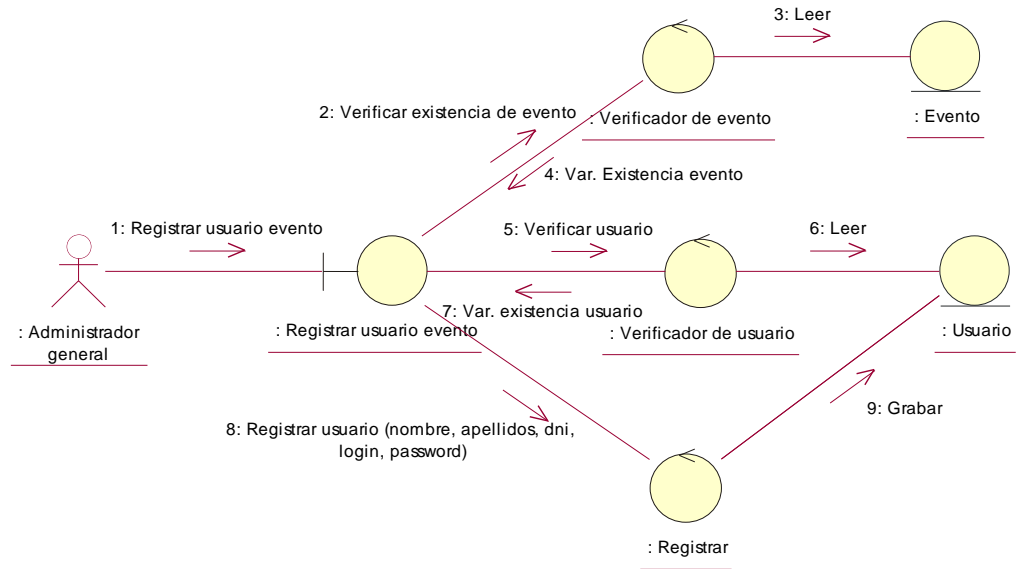 3: Leer
2: Verificar existencia de evento
: Verificador de evento
: Evento
4: Var. Existencia evento
1: Registrar usuario evento
5: Verificar usuario
6: Leer
7: Var. existencia usuario
: Administrador
general
: Registrar usuario evento
: Verificador de usuario
: Usuario
8: Registrar usuario (nombre, apellidos, dni,
login, password)
9: Grabar
: Registrar